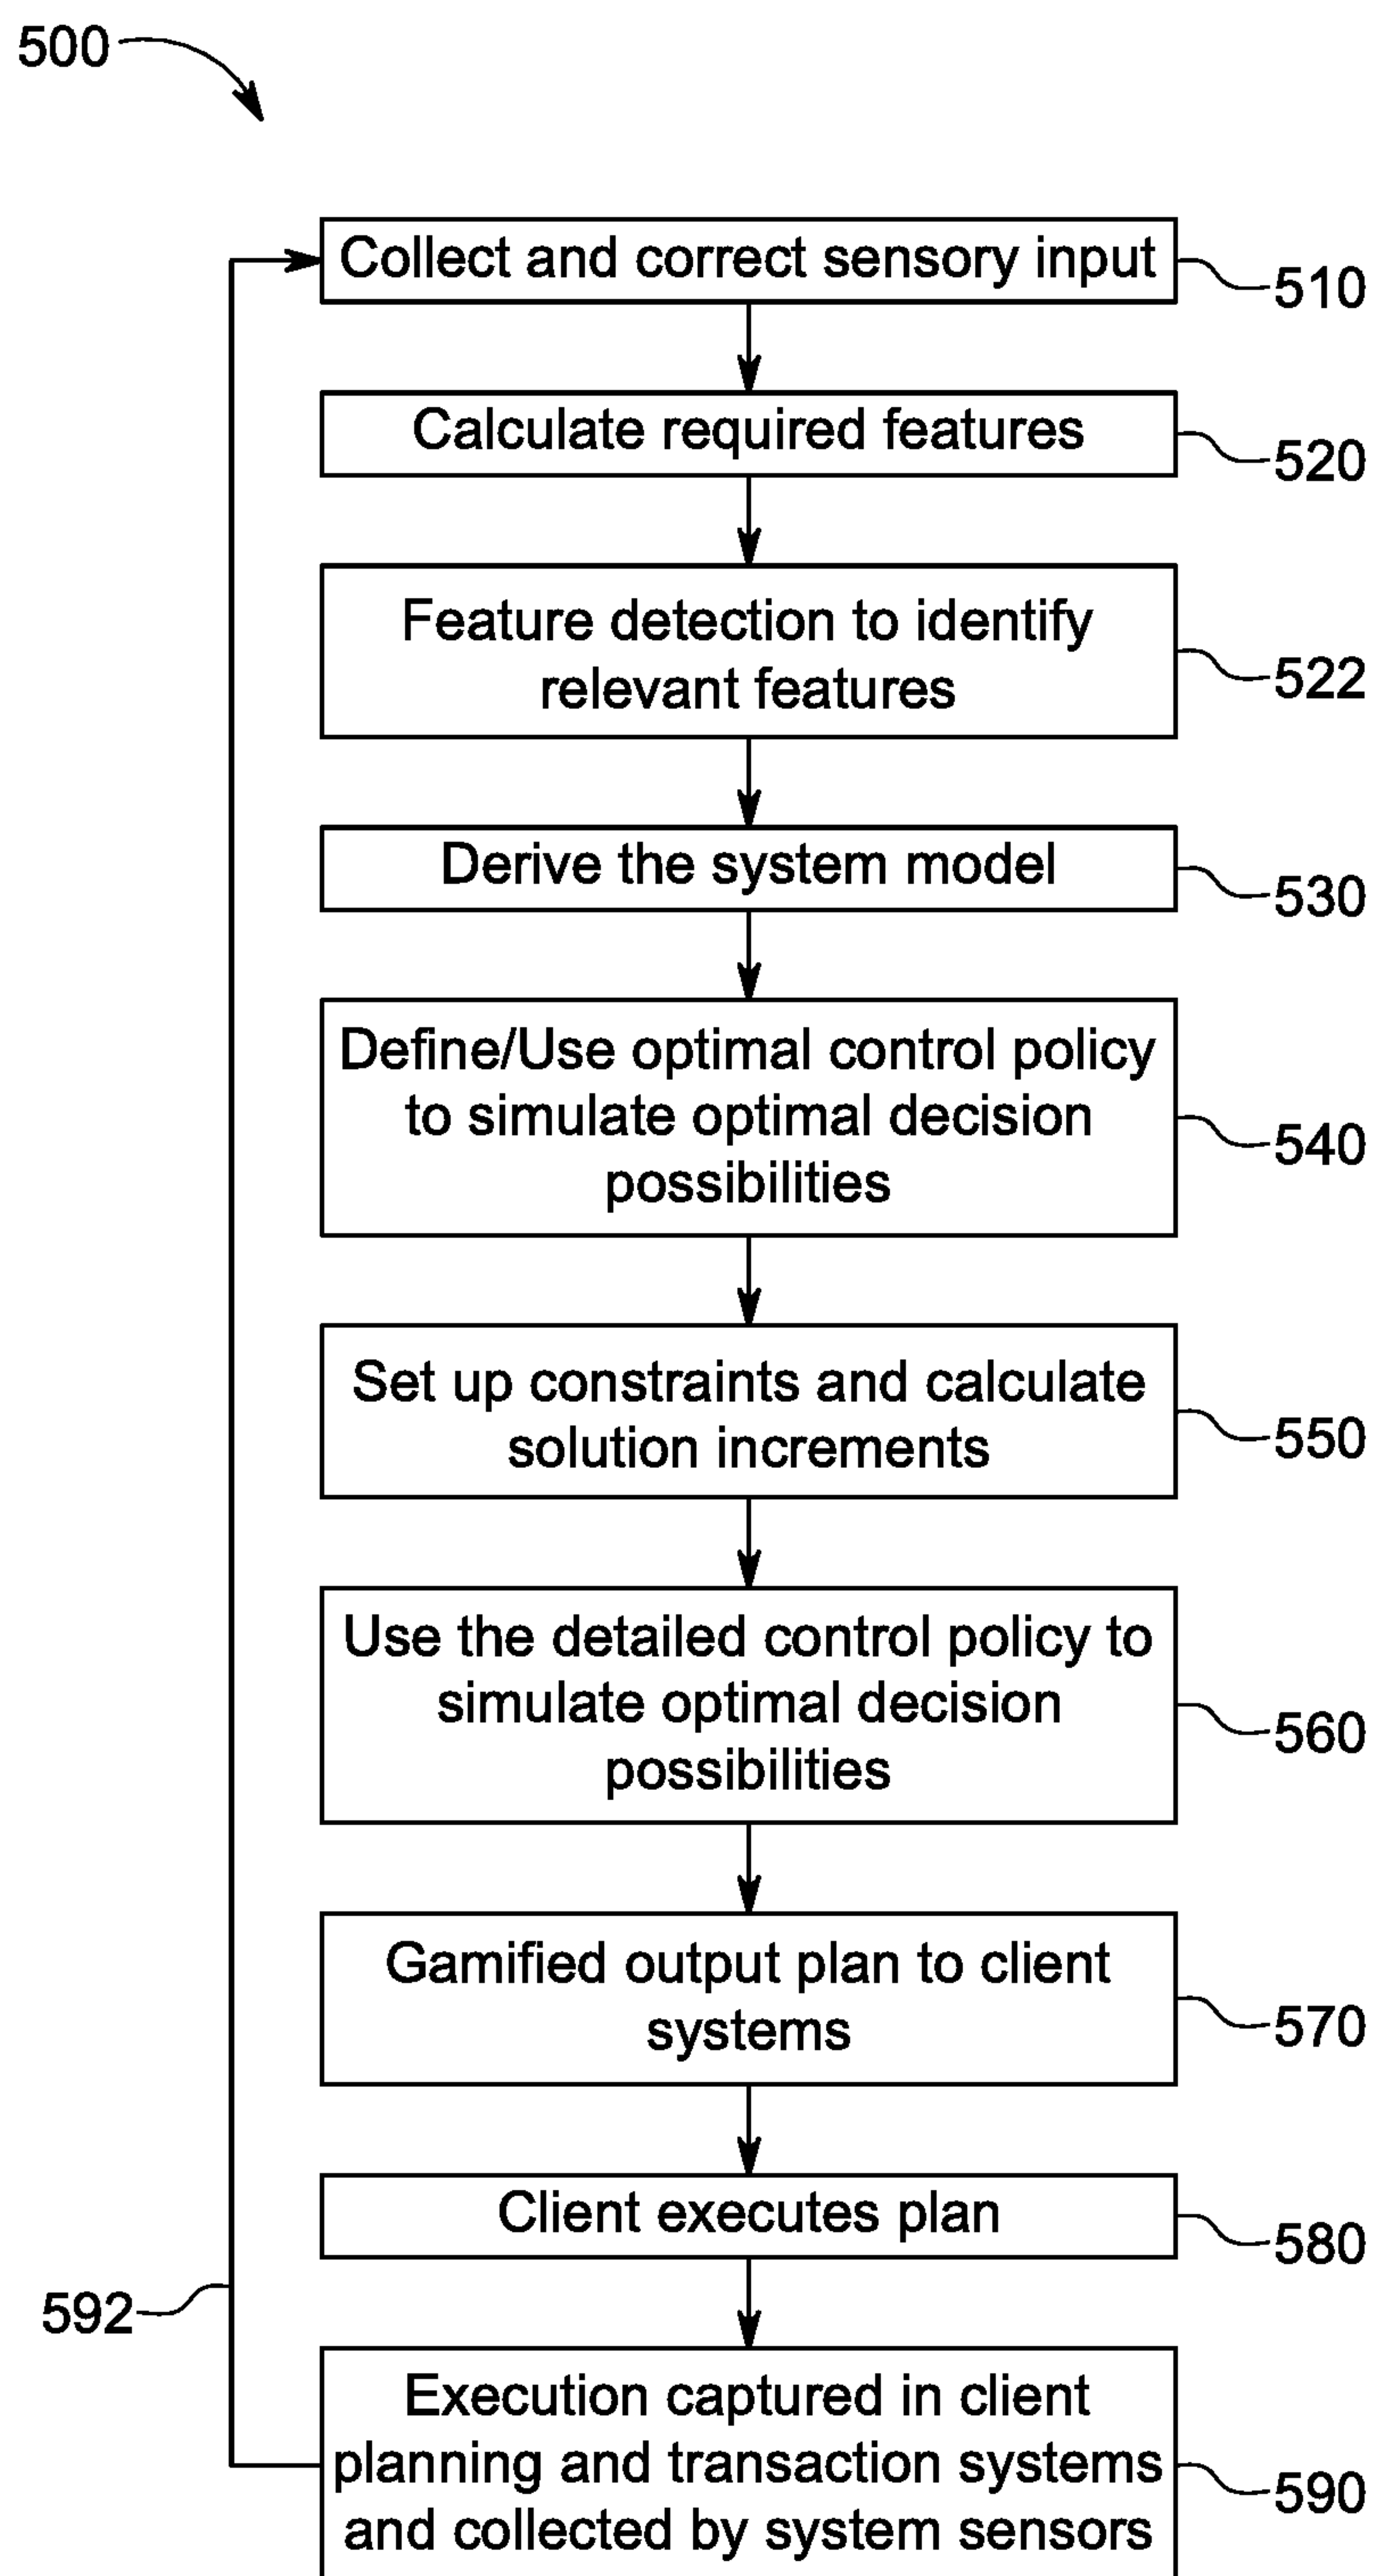 500
Collect and correct sensory input
510
Calculate required features
520
Feature detection to identify
relevant features
522
Derive the system model
530
Define/Use optimal control policy
to simulate optimal decision
possibilities
540
Set up constraints and calculate
solution increments
550
Use the detailed control policy to
simulate optimal decision
possibilities
560
Gamified output plan to client
systems
570
Client executes plan
580
592
Execution captured in client
planning and transaction systems
and collected by system sensors
590